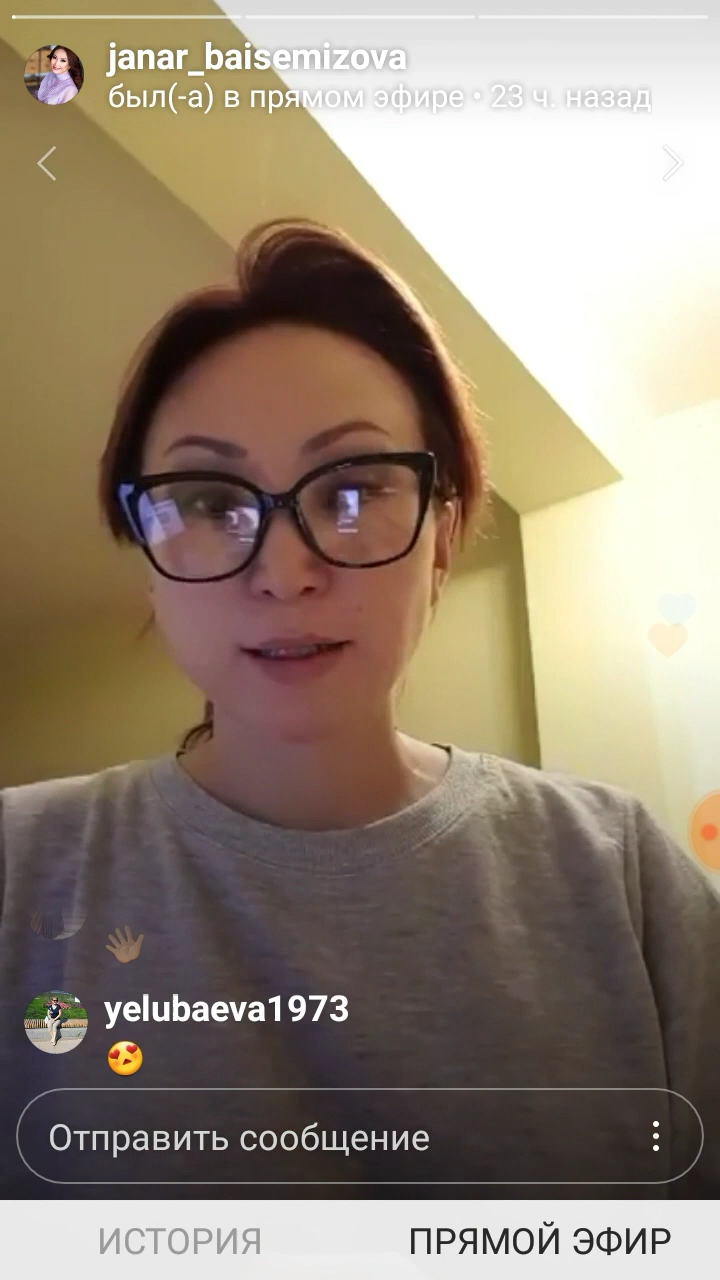 janar_baisemizova
был(-а) в прямом эфире • 23 ч. назад
yelubaeva1973
Отправить сообщение
ИСТОРИЯ
ПРЯМОЙ ЭФИР